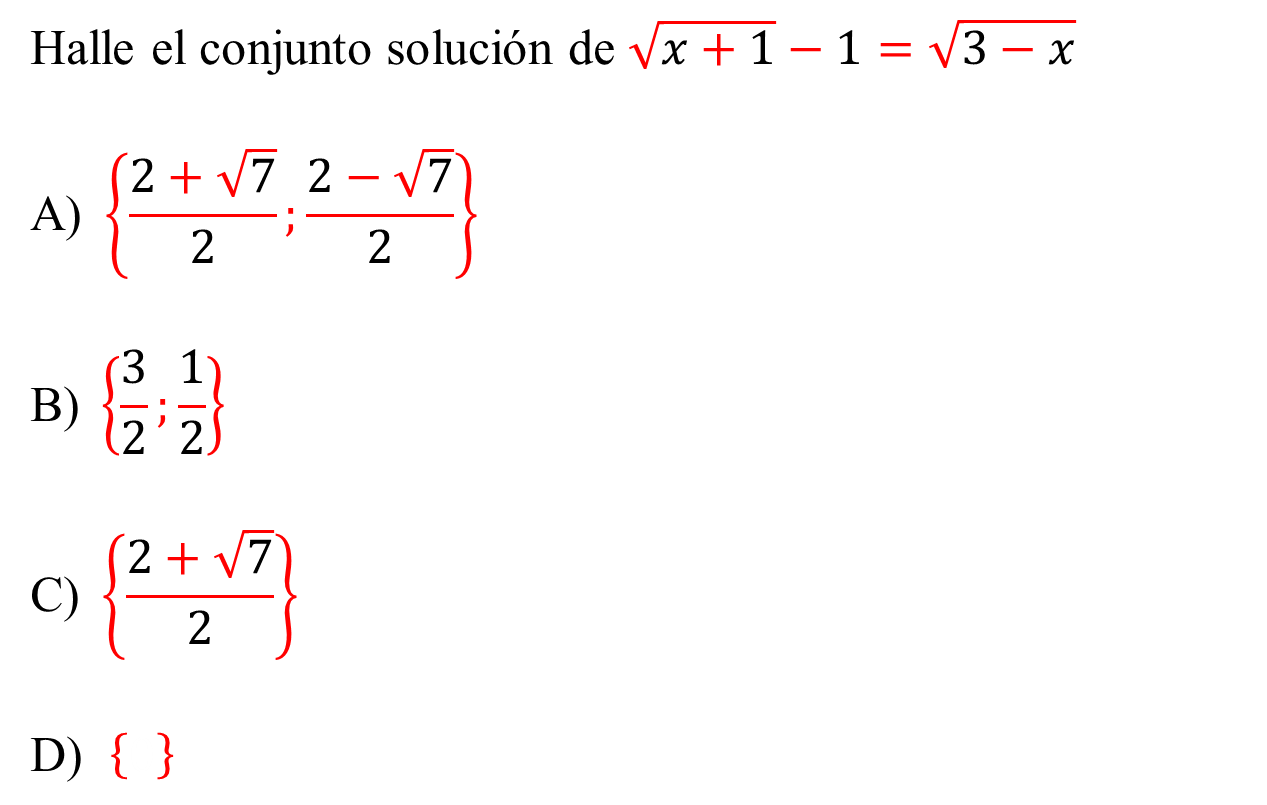 Halle el conjunto solución de √(x + 1) − 1 = √(3 − x)
A) {(2 + √7)/2 ; (2 − √7)/2}
B) {3/2 ; 1/2}
C) {(2 + √7)/2}
D) { }